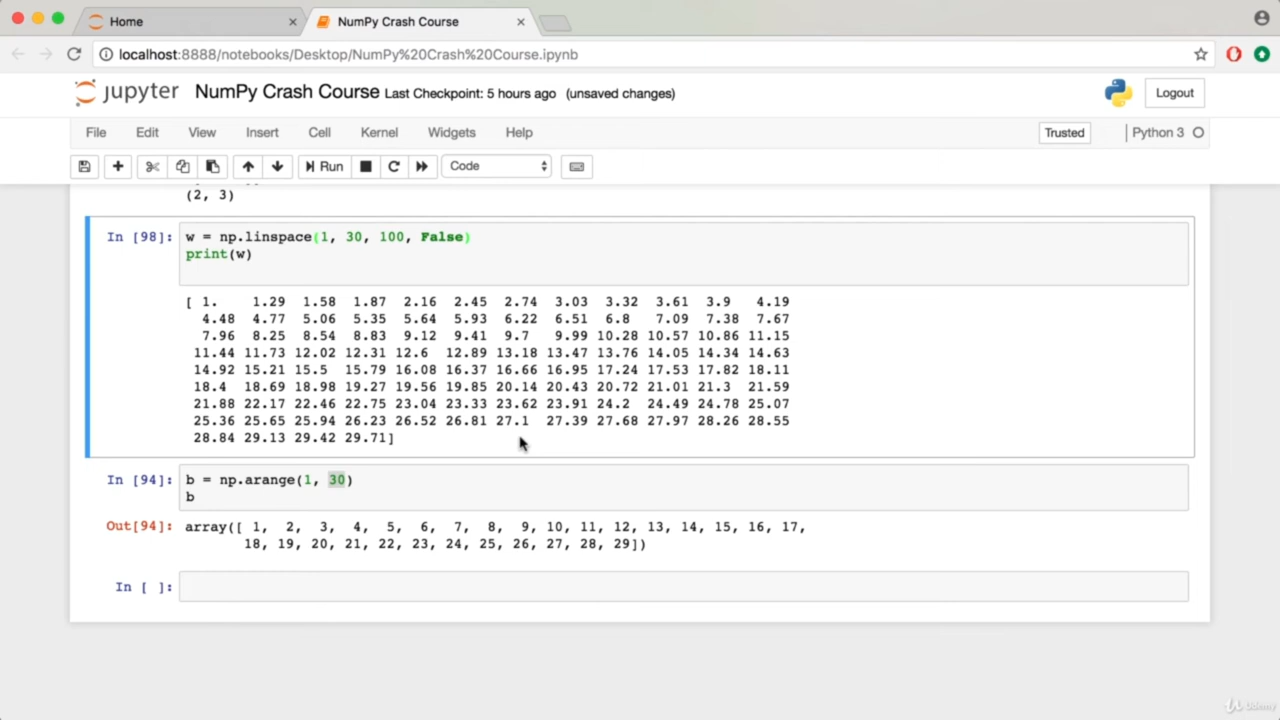 Home
NumPy Crash Course
localhost:8888/notebooks/Desktop/NumPy%20Crash%20Course.ipynb
jupyter NumPy Crash Course Last Checkpoint: 5 hours ago (unsaved changes) Logout
File Edit View Insert Cell Kernel Widgets Help Trusted Python 3
Run Code
(2, 3)
In [98]: w = np.linspace(1, 30, 100, False)
print(w)
[ 1. 1.29 1.58 1.87 2.16 2.45 2.74 3.03 3.32 3.61 3.9 4.19
4.48 4.77 5.06 5.35 5.64 5.93 6.22 6.51 6.8 7.09 7.38 7.67
7.96 8.25 8.54 8.83 9.12 9.41 9.7 9.99 10.28 10.57 10.86 11.15
11.44 11.73 12.02 12.31 12.6 12.89 13.18 13.47 13.76 14.05 14.34 14.63
14.92 15.21 15.5 15.79 16.08 16.37 16.66 16.95 17.24 17.53 17.82 18.11
18.4 18.69 18.98 19.27 19.56 19.85 20.14 20.43 20.72 21.01 21.3 21.59
21.88 22.17 22.46 22.75 23.04 23.33 23.62 23.91 24.2 24.49 24.78 25.07
25.36 25.65 25.94 26.23 26.52 26.81 27.1 27.39 27.68 27.97 28.26 28.55
28.84 29.13 29.42 29.71]
In [94]: b = np.arange(1, 30)
b
Out[94]: array([ 1, 2, 3, 4, 5, 6, 7, 8, 9, 10, 11, 12, 13, 14, 15, 16, 17,
18, 19, 20, 21, 22, 23, 24, 25, 26, 27, 28, 29])
In [ ]:
Udemy